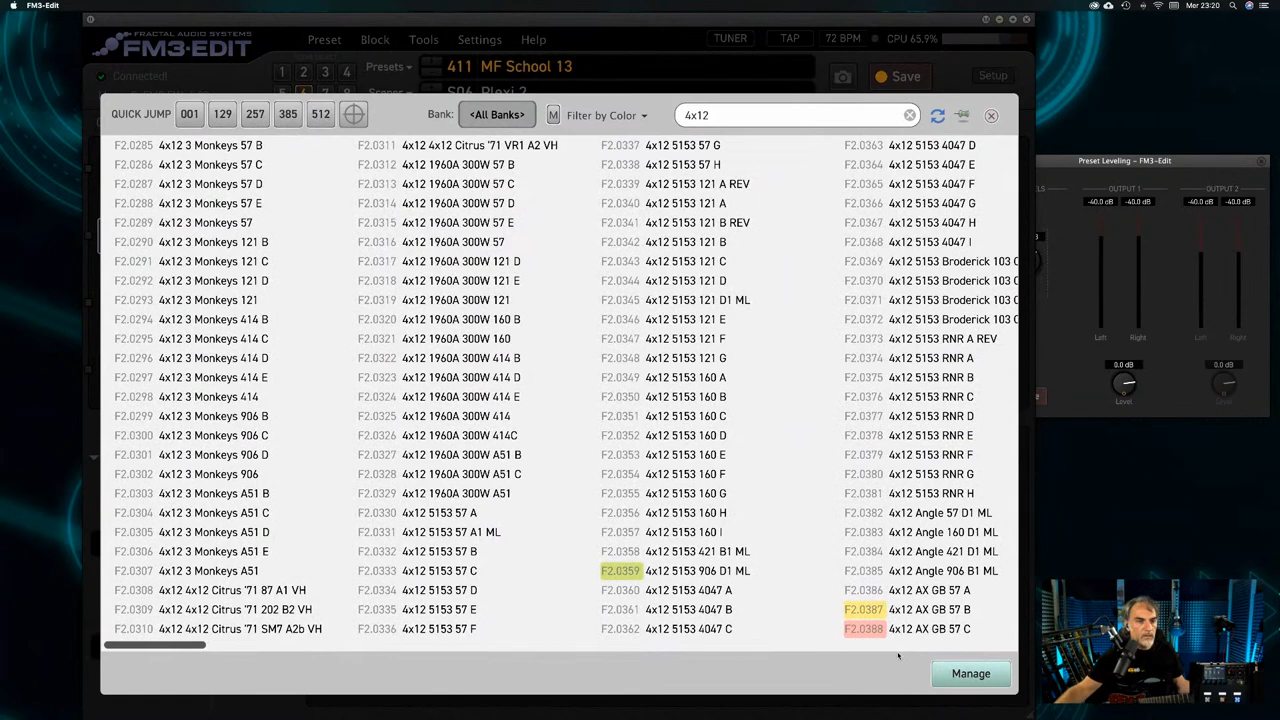 FM3-Edit
Mer 23:20
FRACTAL AUDIO SYSTEMS
FM3-EDIT
Preset Block Tools Settings Help
TUNER TAP 72 BPM CPU 65.9%
Connected!
1 2 3 4 Presets 411 MF School 13 Save Setup
S06 Plexi 2
QUICK JUMP 001 129 257 385 512 Bank: <All Banks> M Filter by Color 4x12
F2.0285 4x12 3 Monkeys 57 B
F2.0286 4x12 3 Monkeys 57 C
F2.0287 4x12 3 Monkeys 57 D
F2.0288 4x12 3 Monkeys 57 E
F2.0289 4x12 3 Monkeys 57
F2.0290 4x12 3 Monkeys 121 B
F2.0291 4x12 3 Monkeys 121 C
F2.0292 4x12 3 Monkeys 121 D
F2.0293 4x12 3 Monkeys 121
F2.0294 4x12 3 Monkeys 414 B
F2.0295 4x12 3 Monkeys 414 C
F2.0296 4x12 3 Monkeys 414 D
F2.0297 4x12 3 Monkeys 414 E
F2.0298 4x12 3 Monkeys 414
F2.0299 4x12 3 Monkeys 906 B
F2.0300 4x12 3 Monkeys 906 C
F2.0301 4x12 3 Monkeys 906 D
F2.0302 4x12 3 Monkeys 906
F2.0303 4x12 3 Monkeys A51 B
F2.0304 4x12 3 Monkeys A51 C
F2.0305 4x12 3 Monkeys A51 D
F2.0306 4x12 3 Monkeys A51 E
F2.0307 4x12 3 Monkeys A51
F2.0308 4x12 4x12 Citrus '71 87 A1 VH
F2.0309 4x12 4x12 Citrus '71 202 B2 VH
F2.0310 4x12 4x12 Citrus '71 SM7 A2b VH
F2.0311 4x12 4x12 Citrus '71 VR1 A2 VH
F2.0312 4x12 1960A 300W 57 B
F2.0313 4x12 1960A 300W 57 C
F2.0314 4x12 1960A 300W 57 D
F2.0315 4x12 1960A 300W 57 E
F2.0316 4x12 1960A 300W 57
F2.0317 4x12 1960A 300W 121 D
F2.0318 4x12 1960A 300W 121 E
F2.0319 4x12 1960A 300W 121
F2.0320 4x12 1960A 300W 160 B
F2.0321 4x12 1960A 300W 160
F2.0322 4x12 1960A 300W 414 B
F2.0323 4x12 1960A 300W 414 D
F2.0324 4x12 1960A 300W 414 E
F2.0325 4x12 1960A 300W 414
F2.0326 4x12 1960A 300W 414C
F2.0327 4x12 1960A 300W A51 B
F2.0328 4x12 1960A 300W A51 C
F2.0329 4x12 1960A 300W A51
F2.0330 4x12 5153 57 A
F2.0331 4x12 5153 57 A1 ML
F2.0332 4x12 5153 57 B
F2.0333 4x12 5153 57 C
F2.0334 4x12 5153 57 D
F2.0335 4x12 5153 57 E
F2.0336 4x12 5153 57 F
F2.0337 4x12 5153 57 G
F2.0338 4x12 5153 57 H
F2.0339 4x12 5153 121 A REV
F2.0340 4x12 5153 121 A
F2.0341 4x12 5153 121 B REV
F2.0342 4x12 5153 121 B
F2.0343 4x12 5153 121 C
F2.0344 4x12 5153 121 D
F2.0345 4x12 5153 121 D1 ML
F2.0346 4x12 5153 121 E
F2.0347 4x12 5153 121 F
F2.0348 4x12 5153 121 G
F2.0349 4x12 5153 160 A
F2.0350 4x12 5153 160 B
F2.0351 4x12 5153 160 C
F2.0352 4x12 5153 160 D
F2.0353 4x12 5153 160 E
F2.0354 4x12 5153 160 F
F2.0355 4x12 5153 160 G
F2.0356 4x12 5153 160 H
F2.0357 4x12 5153 160 I
F2.0358 4x12 5153 421 B1 ML
F2.0359 4x12 5153 906 D1 ML
F2.0360 4x12 5153 4047 A
F2.0361 4x12 5153 4047 B
F2.0362 4x12 5153 4047 C
F2.0363 4x12 5153 4047 D
F2.0364 4x12 5153 4047 E
F2.0365 4x12 5153 4047 F
F2.0366 4x12 5153 4047 G
F2.0367 4x12 5153 4047 H
F2.0368 4x12 5153 4047 I
F2.0369 4x12 5153 Broderick 103 C
F2.0370 4x12 5153 Broderick 103 C
F2.0371 4x12 5153 Broderick 103 C
F2.0372 4x12 5153 Broderick 103 C
F2.0373 4x12 5153 RNR A REV
F2.0374 4x12 5153 RNR A
F2.0375 4x12 5153 RNR B
F2.0376 4x12 5153 RNR C
F2.0377 4x12 5153 RNR D
F2.0378 4x12 5153 RNR E
F2.0379 4x12 5153 RNR F
F2.0380 4x12 5153 RNR G
F2.0381 4x12 5153 RNR H
F2.0382 4x12 Angle 57 D1 ML
F2.0383 4x12 Angle 160 D1 ML
F2.0384 4x12 Angle 421 D1 ML
F2.0385 4x12 Angle 906 B1 ML
F2.0386 4x12 AX GB 57 A
F2.0387 4x12 AX GB 57 B
F2.0388 4x12 AX GB 57 C
Manage
Preset Leveling – FM3-Edit
OUTPUT 1 OUTPUT 2
-40.0 dB -40.0 dB -40.0 dB -40.0 dB
Left Right Left Right
0.0 dB 0.0 dB
Level Level